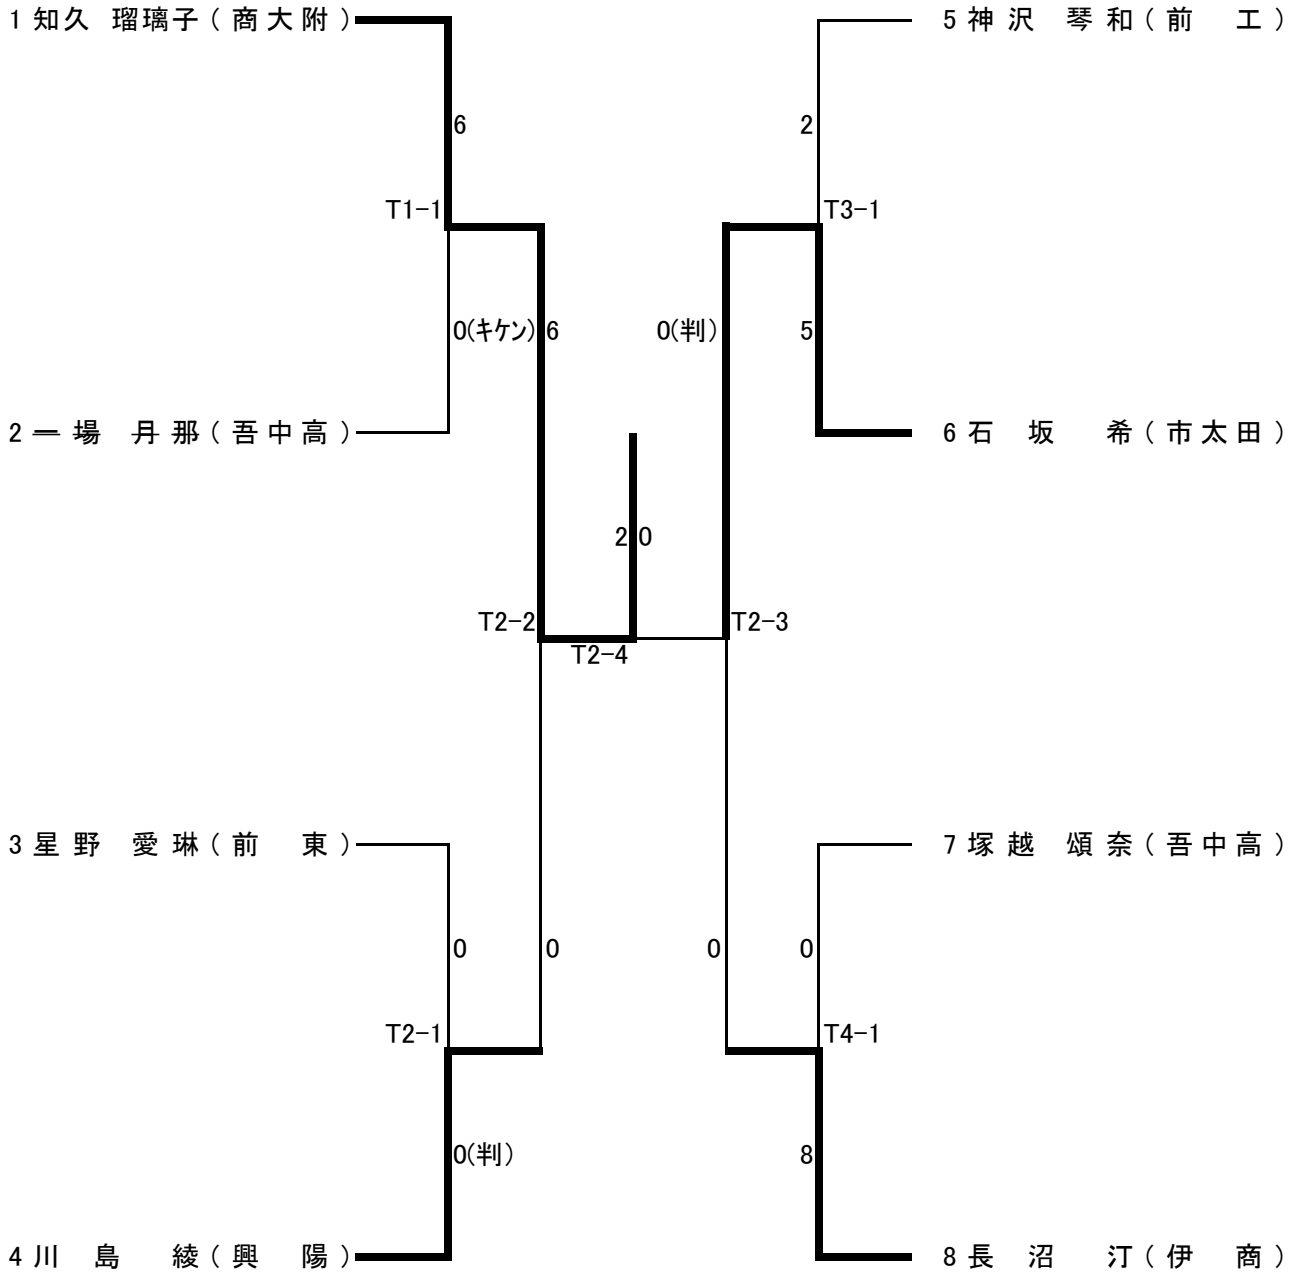 1 知久 瑠璃子 ( 商大附 )
5 神沢 琴和 ( 前 工 )
6
2
T1-1
T3-1
0(キケン)
6
0(判)
5
2 一場 丹那 ( 吾中高 )
6 石坂 希 ( 市太田 )
2
0
T2-2
T2-3
T2-4
3 星野 愛琳 ( 前 東 )
7 塚越 頌奈 ( 吾中高 )
0
0
0
0
T2-1
T4-1
0(判)
8
4 川島 綾 ( 興 陽 )
8 長沼 汀 ( 伊 商 )